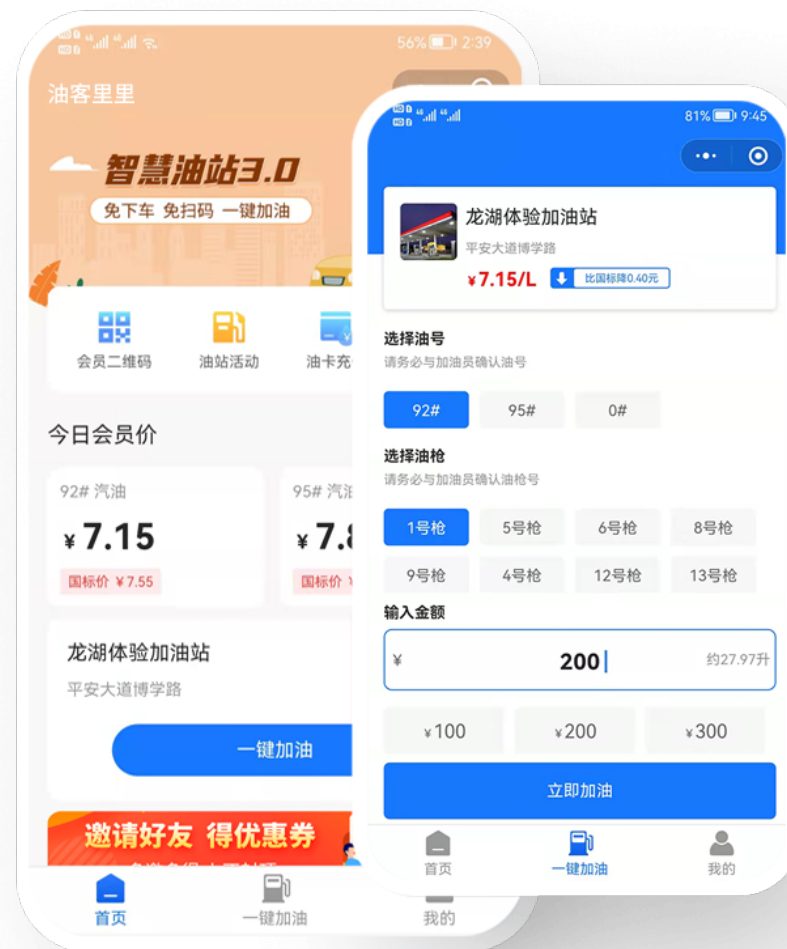 56% 2:39
油客里里
智慧油站3.0
免下车 免扫码 一键加油
会员二维码
油站活动
油卡充
今日会员价
92# 汽油
¥7.15
国标价 ¥7.55
95# 汽
¥7.8
国标价
龙湖体验加油站
平安大道博学路
一键加油
邀请好友 得优惠券
首页
一键加油
我的
81% 9:45
龙湖体验加油站
平安大道博学路
¥7.15/L
比国标降0.40元
选择油号
请务必与加油员确认油号
92# 95# 0#
选择油枪
请务必与加油员确认油枪号
1号枪 5号枪 6号枪 8号枪
9号枪 4号枪 12号枪 13号枪
输入金额
¥ 200 约27.97升
¥100 ¥200 ¥300
立即加油
首页
一键加油
我的